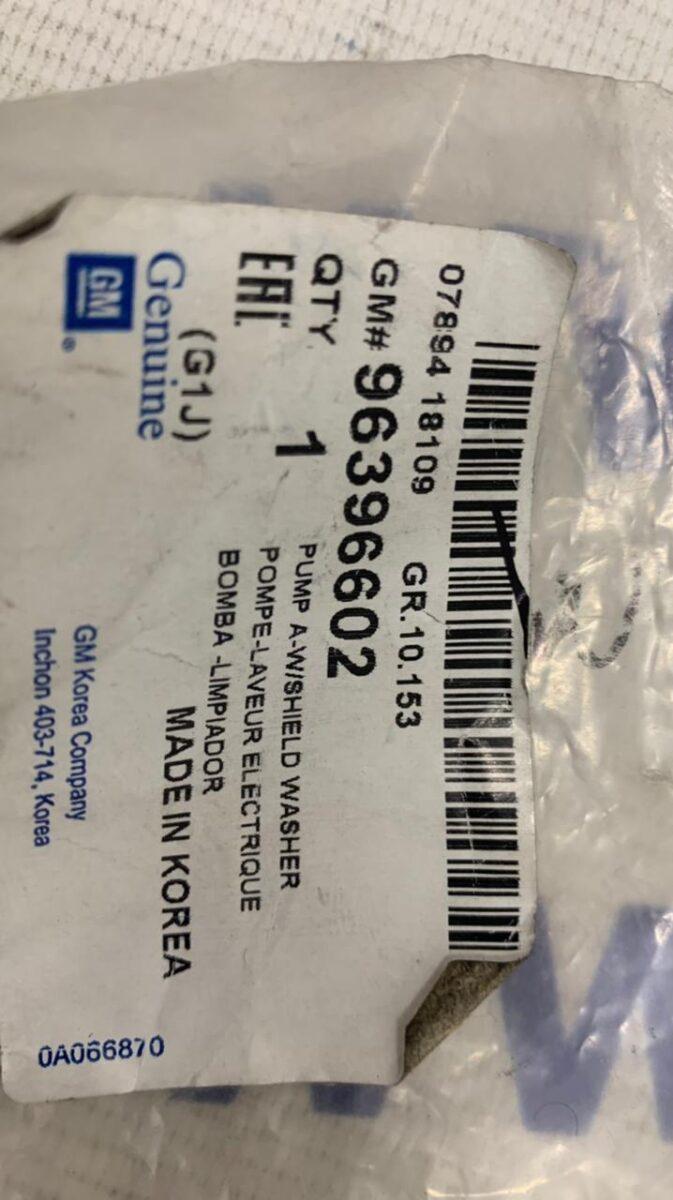 07894 18109 GR.10.153
GM# 96396602
QTY. 1 PUMP A-W/SHIELD WASHER
EAC POMPE-LAVEUR ELECTRIQUE
BOMBA -LIMPIADOR
(G1J) MADE IN KOREA
Genuine
GM ®
GM Korea Company
Inchon 403-714, Korea
0A066870